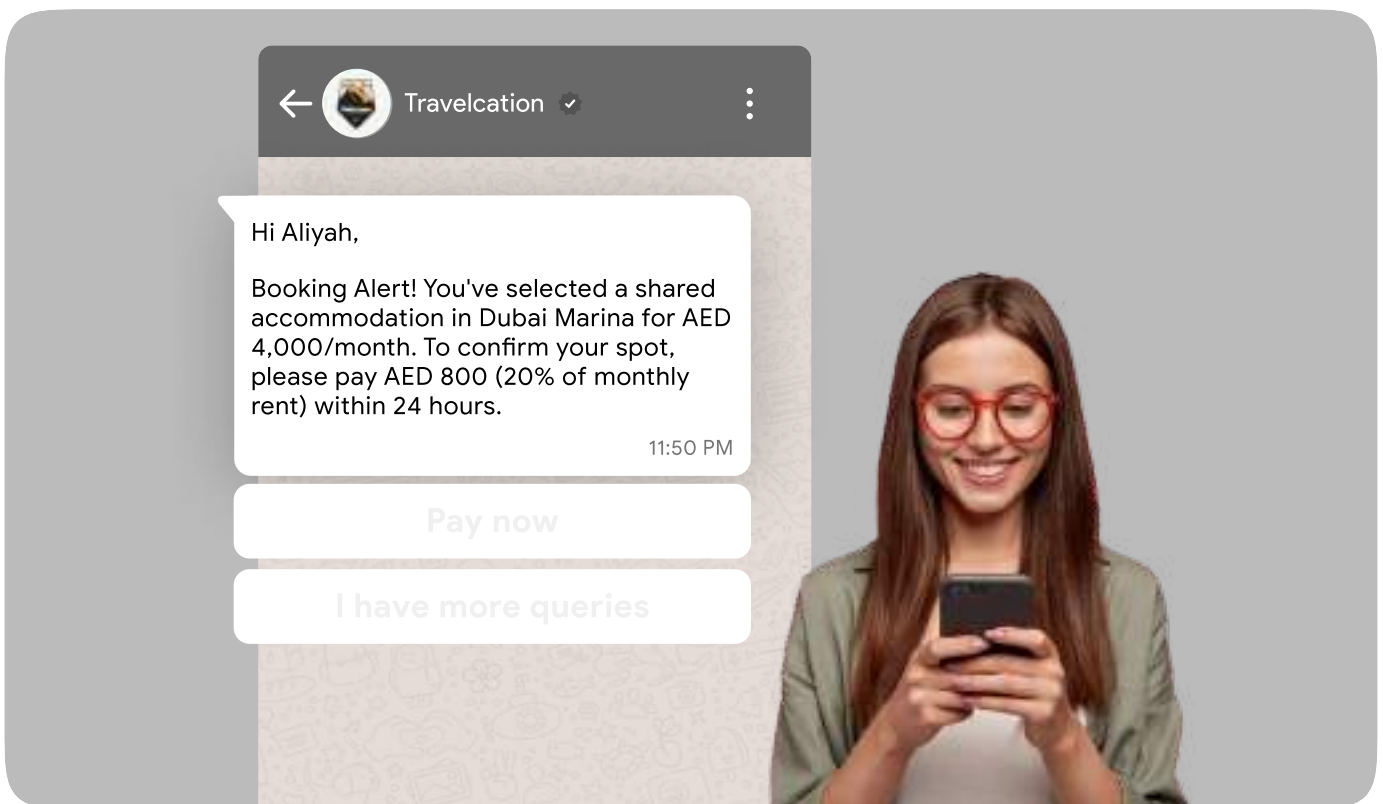 Travelcation
Hi Aliyah,
Booking Alert! You've selected a shared
accommodation in Dubai Marina for AED
4,000/month. To confirm your spot,
please pay AED 800 (20% of monthly
rent) within 24 hours.
11:50 PM
Pay now
I have more queries